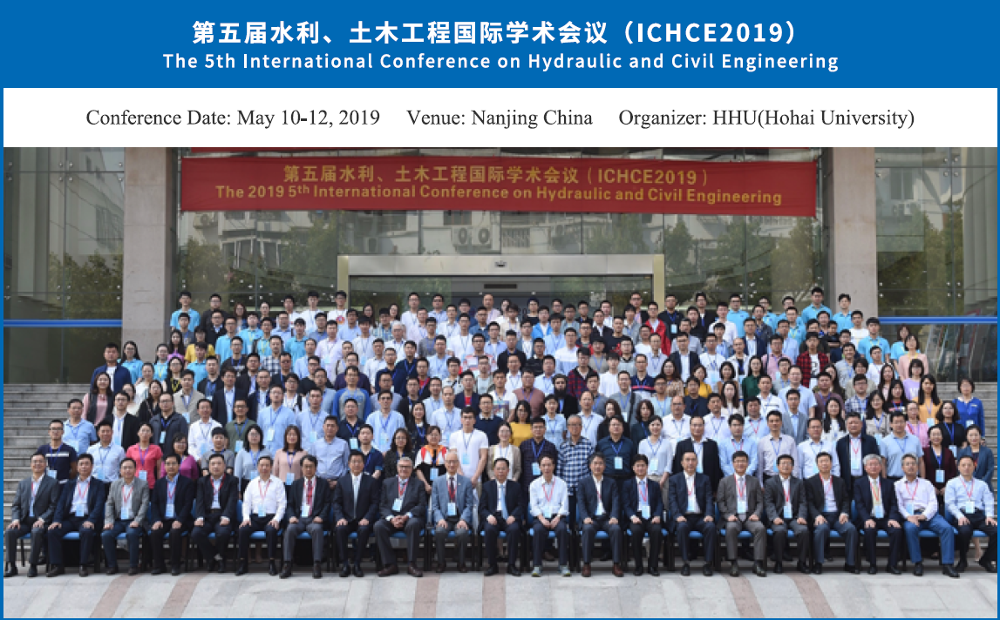 第五届水利、土木工程国际学术会议（ICHCE2019）
The 5th International Conference on Hydraulic and Civil Engineering
Conference Date: May 10-12, 2019 Venue: Nanjing China Organizer: HHU(Hohai University)
第五届水利、土木工程国际学术会议（ICHCE2019）
The 2019 5th International Conference on Hydraulic and Civil Engineering